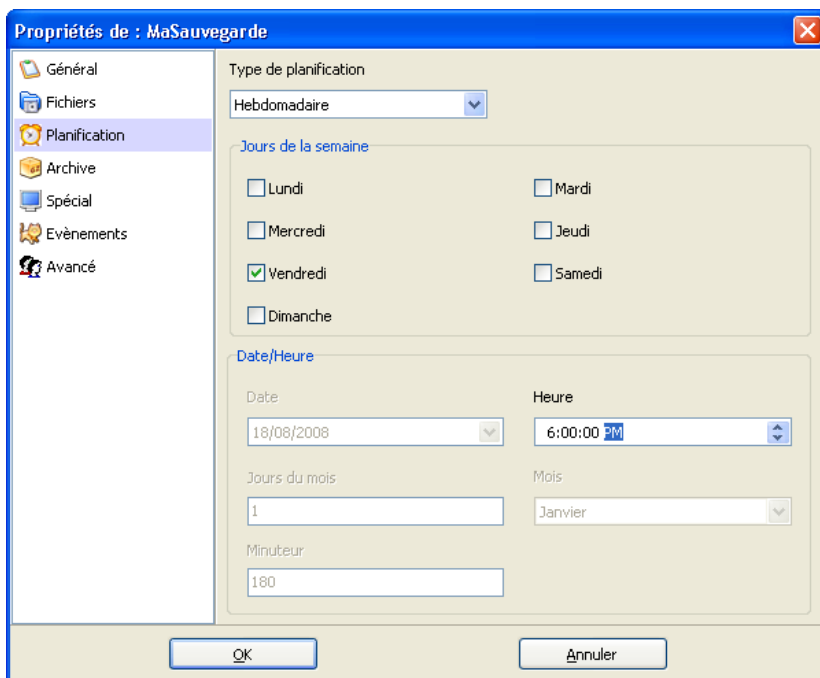 Propriétés de : MaSauvegarde
Général
Fichiers
Planification
Archive
Spécial
Evènements
Avancé
Type de planification
Hebdomadaire
Jours de la semaine
Lundi
Mardi
Mercredi
Jeudi
Vendredi
Samedi
Dimanche
Date/Heure
Date
Heure
18/08/2008
6:00:00 PM
Jours du mois
Mois
1
Janvier
Minuteur
180
OK
Annuler